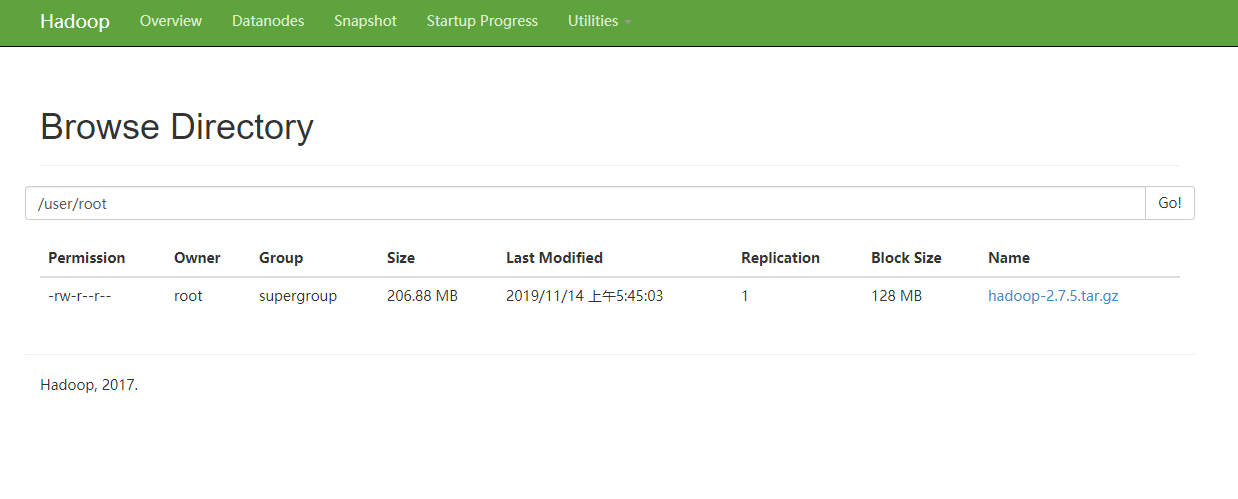 Hadoop Overview Datanodes Snapshot Startup Progress Utilities
Browse Directory
/user/root Go!
Permission Owner Group Size Last Modified Replication Block Size Name
-rw-r--r-- root supergroup 206.88 MB 2019/11/14 上午5:45:03 1 128 MB hadoop-2.7.5.tar.gz
Hadoop, 2017.